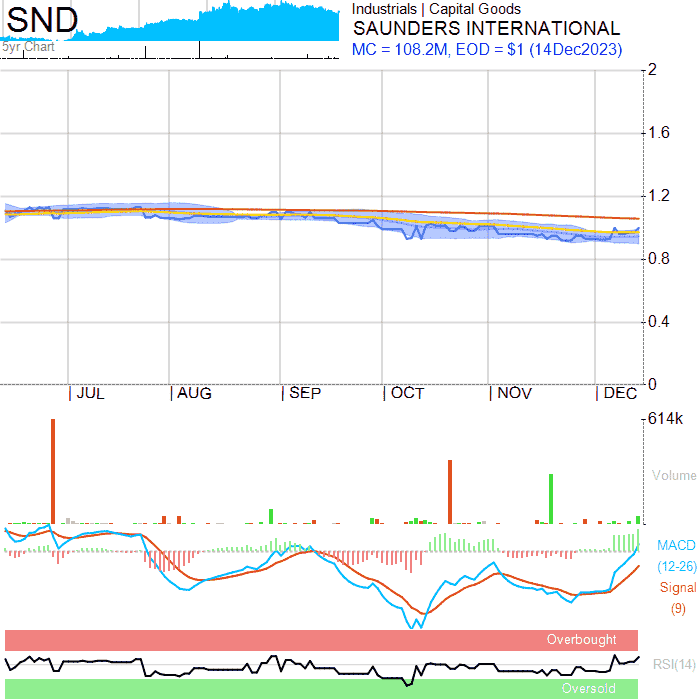 SND
5yr Chart
Industrials | Capital Goods
SAUNDERS INTERNATIONAL
MC = 108.2M, EOD = $1 (14Dec2023)
2
1.6
1.2
0.8
0.4
0
JUL AUG SEP OCT NOV DEC
614k
Volume
MACD
(12-26)
Signal
(9)
Overbought
RSI(14)
Oversold